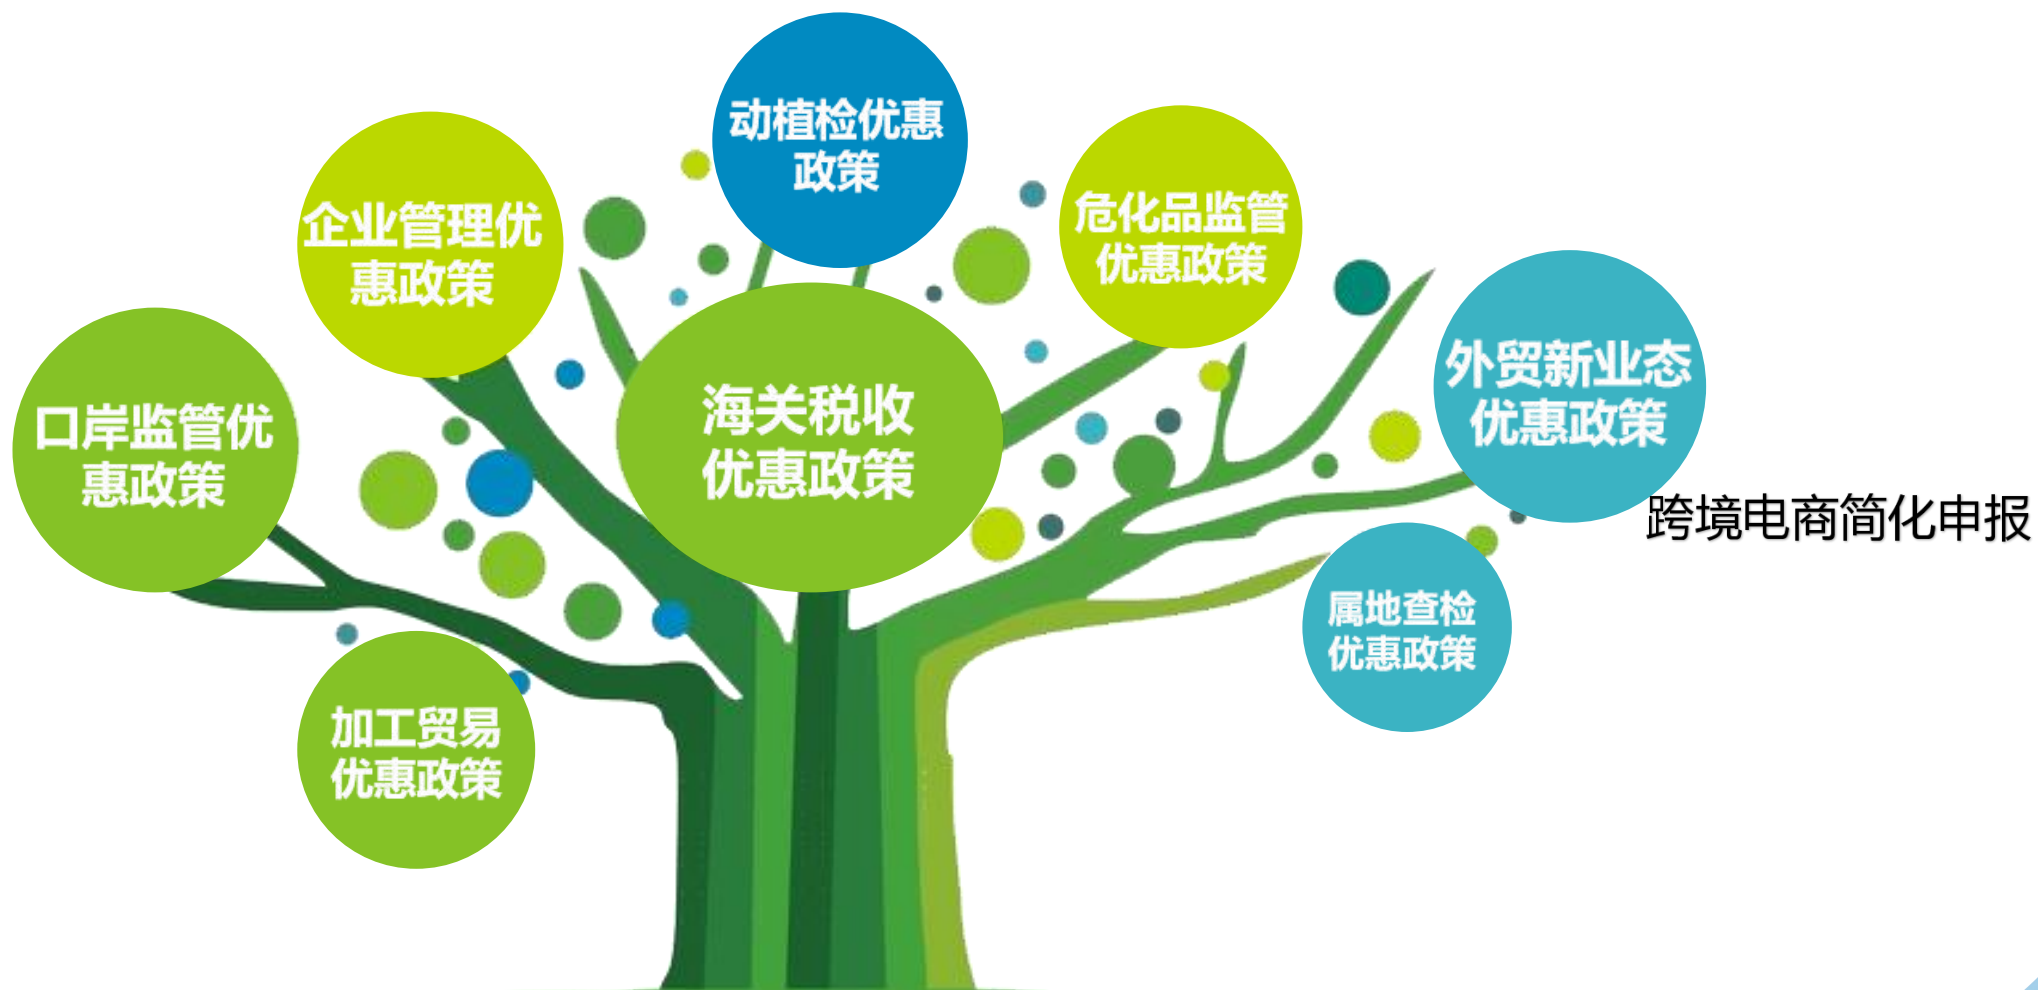 动植检优惠
政策
企业管理优
惠政策
危化品监管
优惠政策
外贸新业态
优惠政策
海关税收
优惠政策
口岸监管优
惠政策
跨境电商简化申报
属地查检
优惠政策
加工贸易
优惠政策